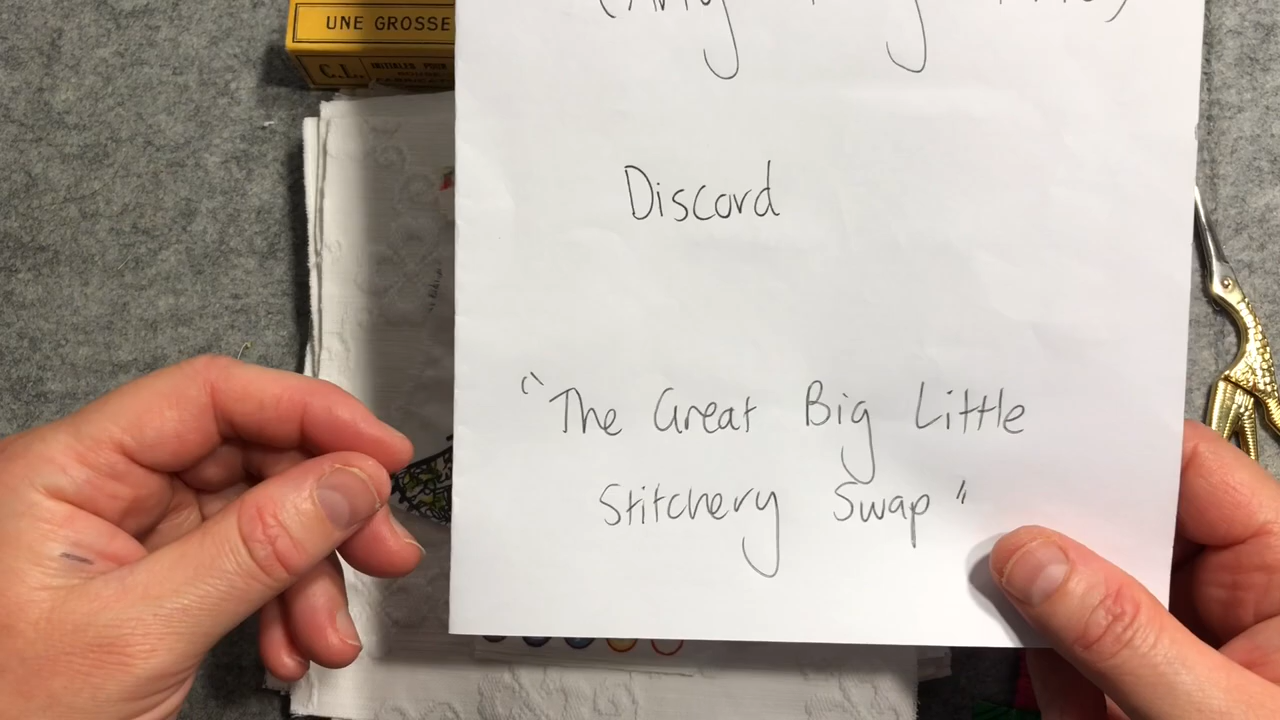 UNE GROSSE
C.L.
Discord
"The Great Big Little
Stitchery Swap"